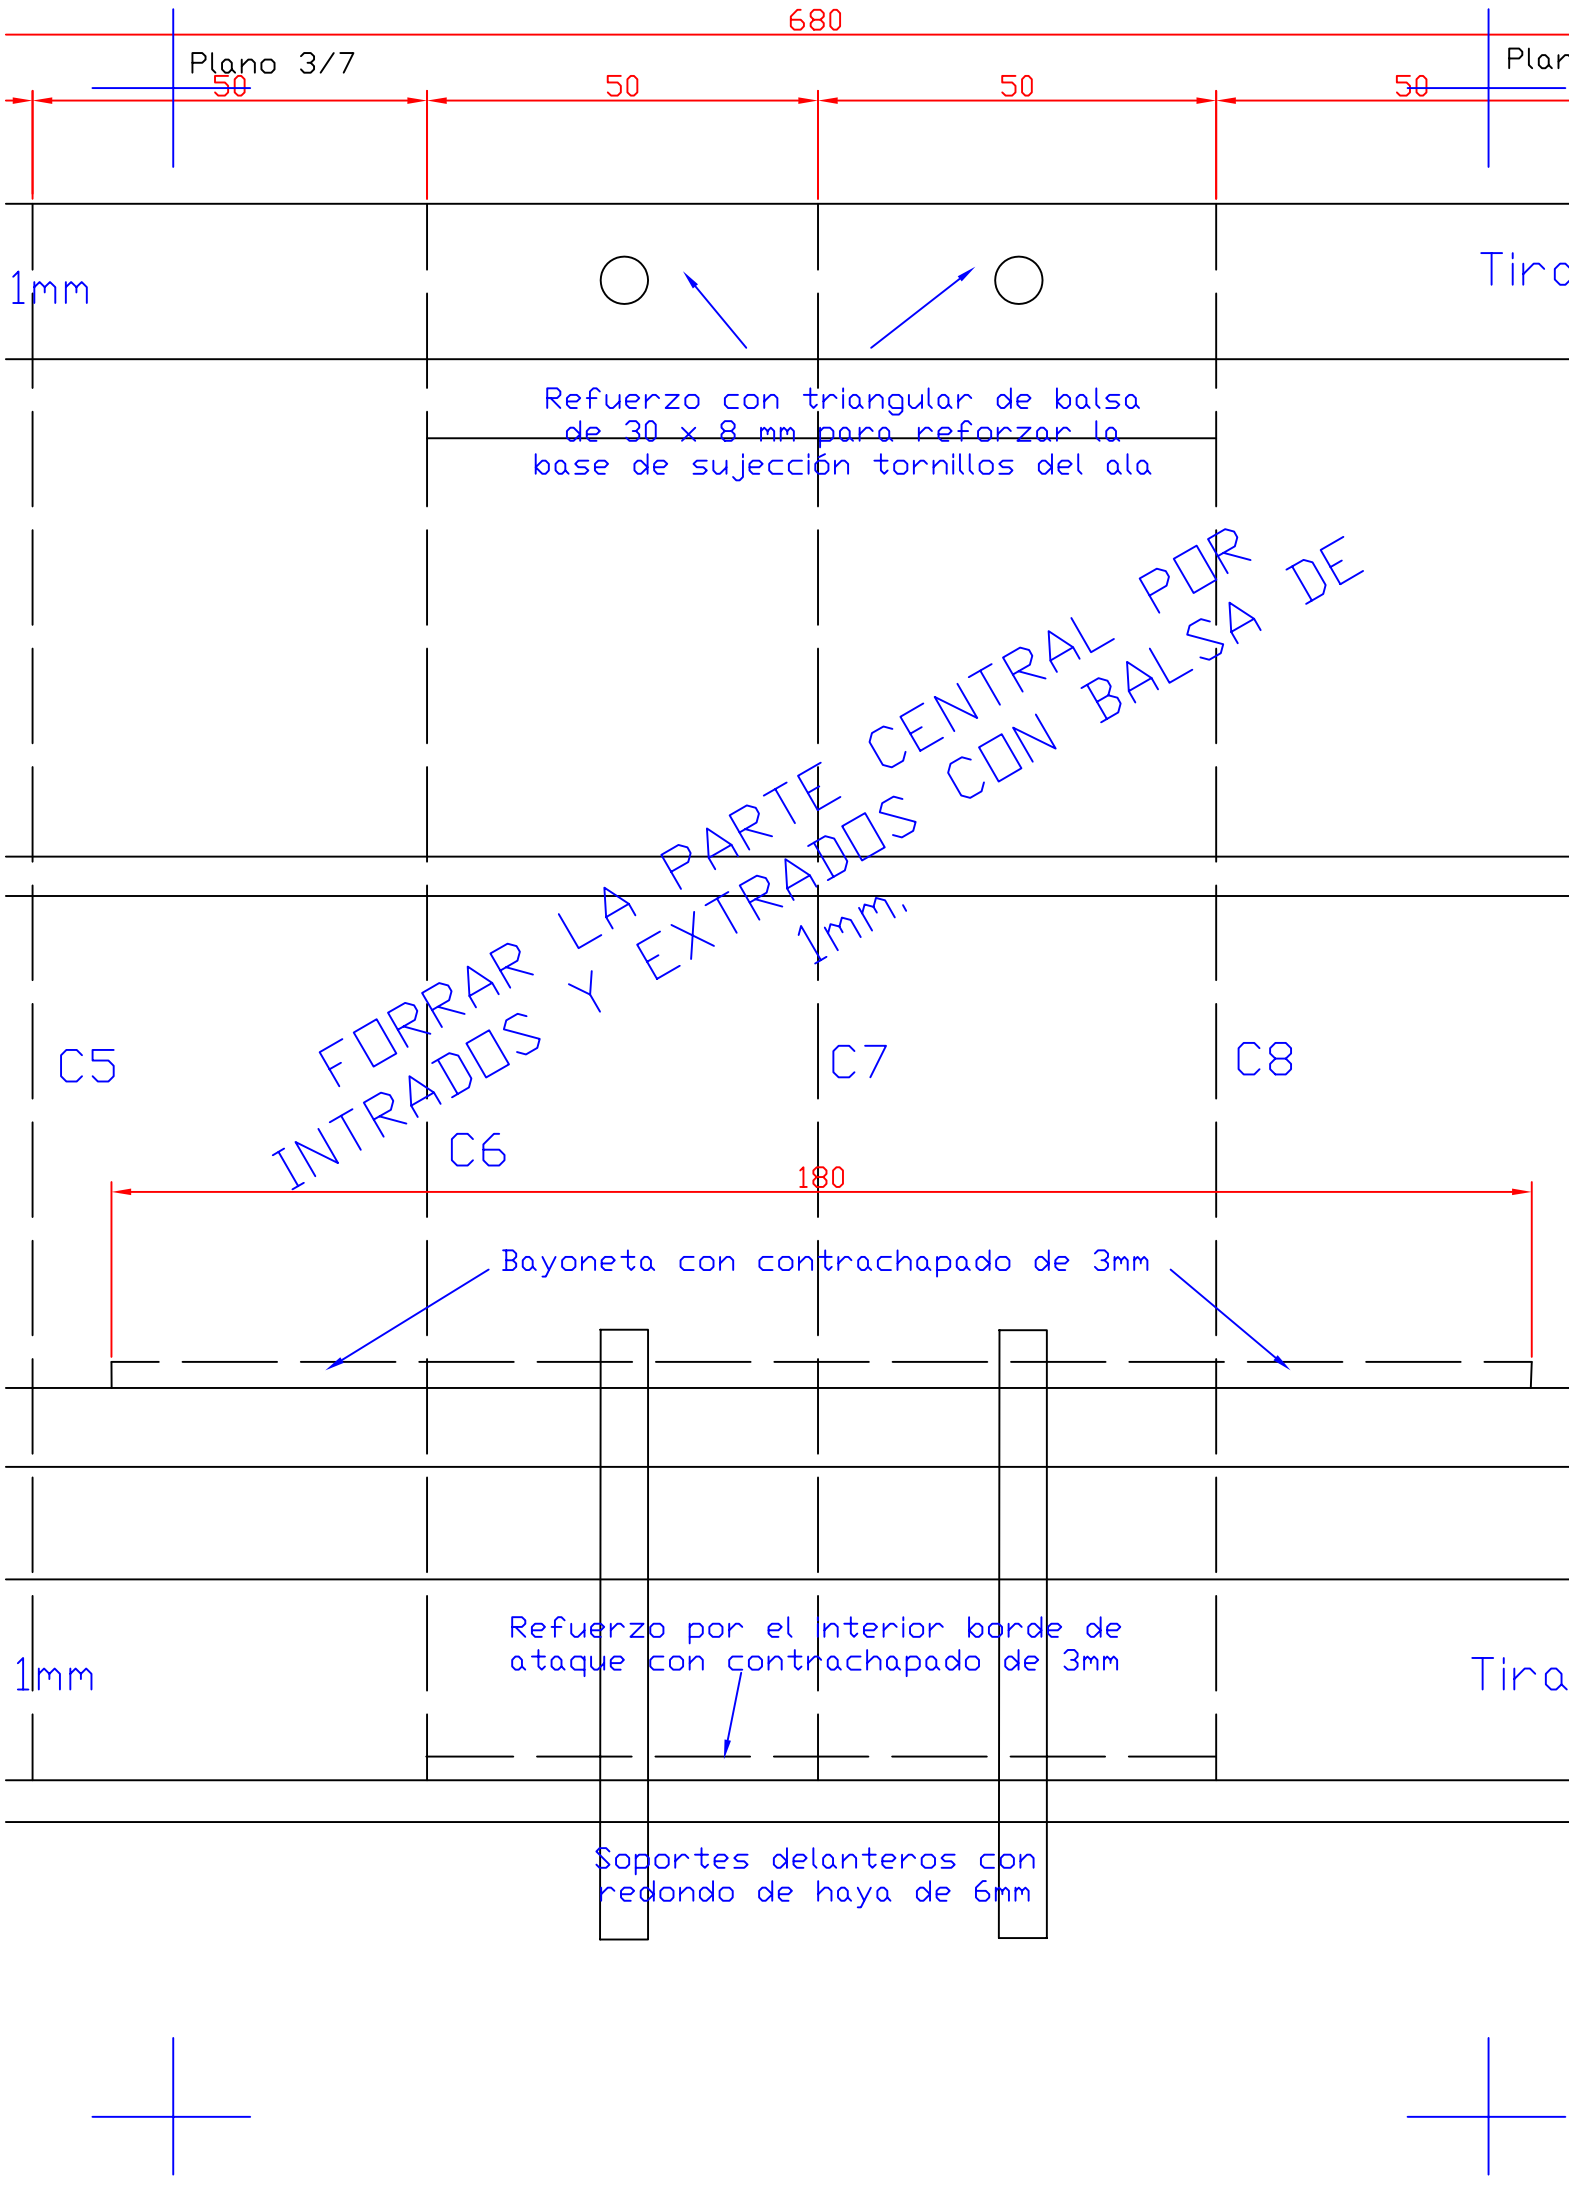 680
Plano 3/7
Plan
50
50
50
50
1mm
Tira
Refuerzo con triangular de balsa
de 30 x 8 mm para reforzar la
base de sujección tornillos del ala
FORRAR LA PARTE CENTRAL POR
INTRADOS Y EXTRADOS CON BALSA DE
1mm.
C5
C7
C8
C6
180
Bayoneta con contrachapado de 3mm
Refuerzo por el interior borde de
ataque con contrachapado de 3mm
1mm
Tira
Soportes delanteros con
redondo de haya de 6mm